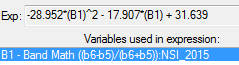 Exp: -28.952*(B1)^2 - 17.907*(B1) + 31.639
Variables used in expression:
B1 - Band Math ((b6-b5)/(b6+b5)):NSI_2015